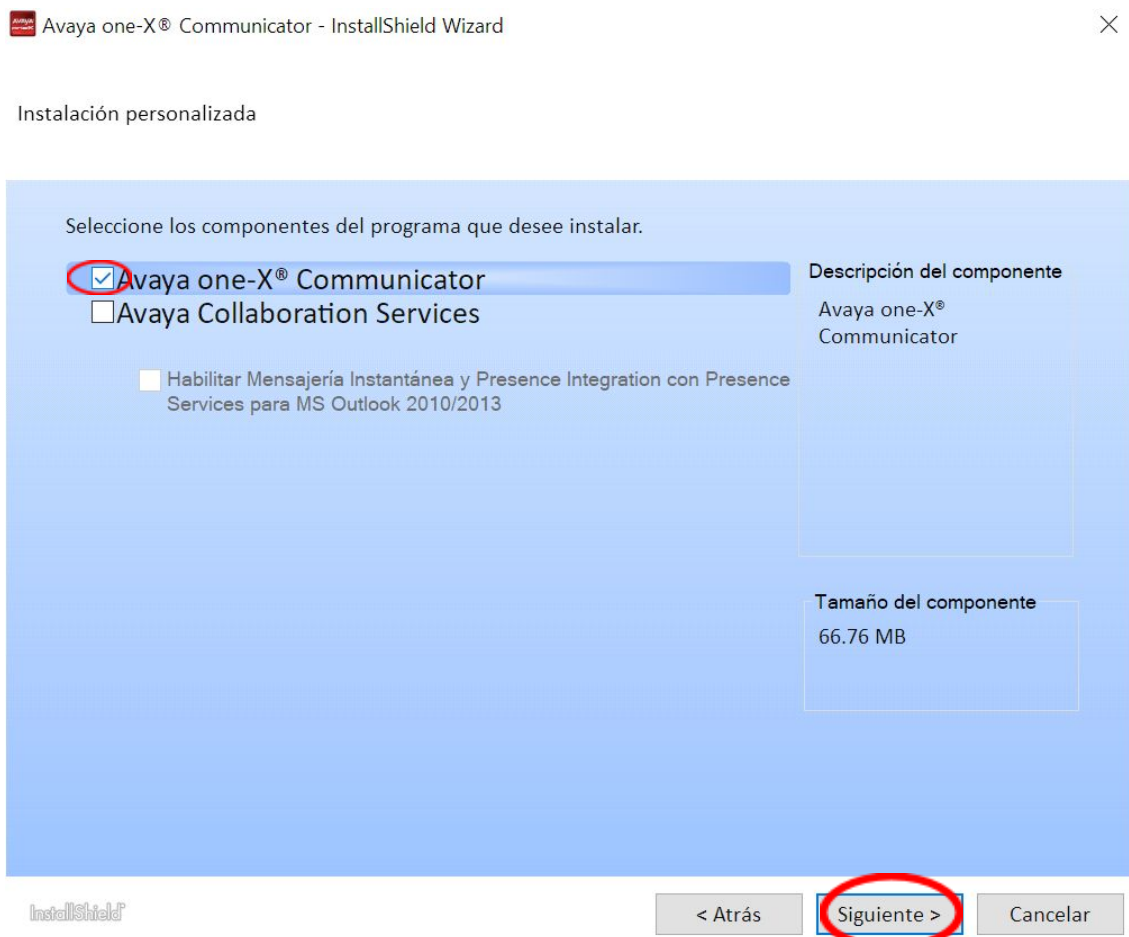 Avaya one-X® Communicator - InstallShield Wizard
Instalación personalizada
Seleccione los componentes del programa que desee instalar.
Avaya one-X® Communicator
Avaya Collaboration Services
Habilitar Mensajería Instantánea y Presence Integration con Presence
Services para MS Outlook 2010/2013
Descripción del componente
Avaya one-X®
Communicator
Tamaño del componente
66.76 MB
InstallShield
< Atrás
Siguiente >
Cancelar